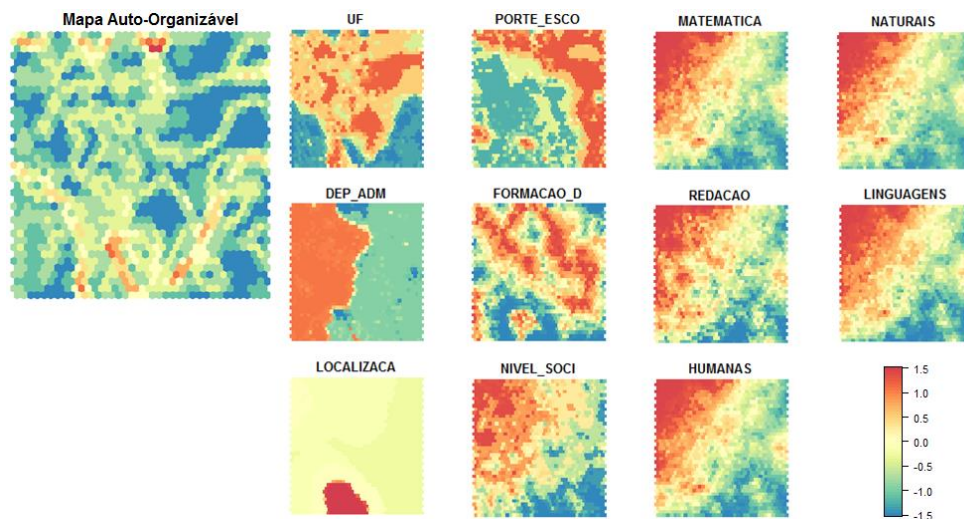 Mapa Auto-Organizável
UF
PORTE_ESCO
MATEMATICA
NATURAIS
DEP_ADM
FORMACAO_D
REDACAO
LINGUAGENS
LOCALIZACA
NIVEL_SOCI
HUMANAS
1.5
1.0
0.5
0.0
-0.5
-1.0
-1.5